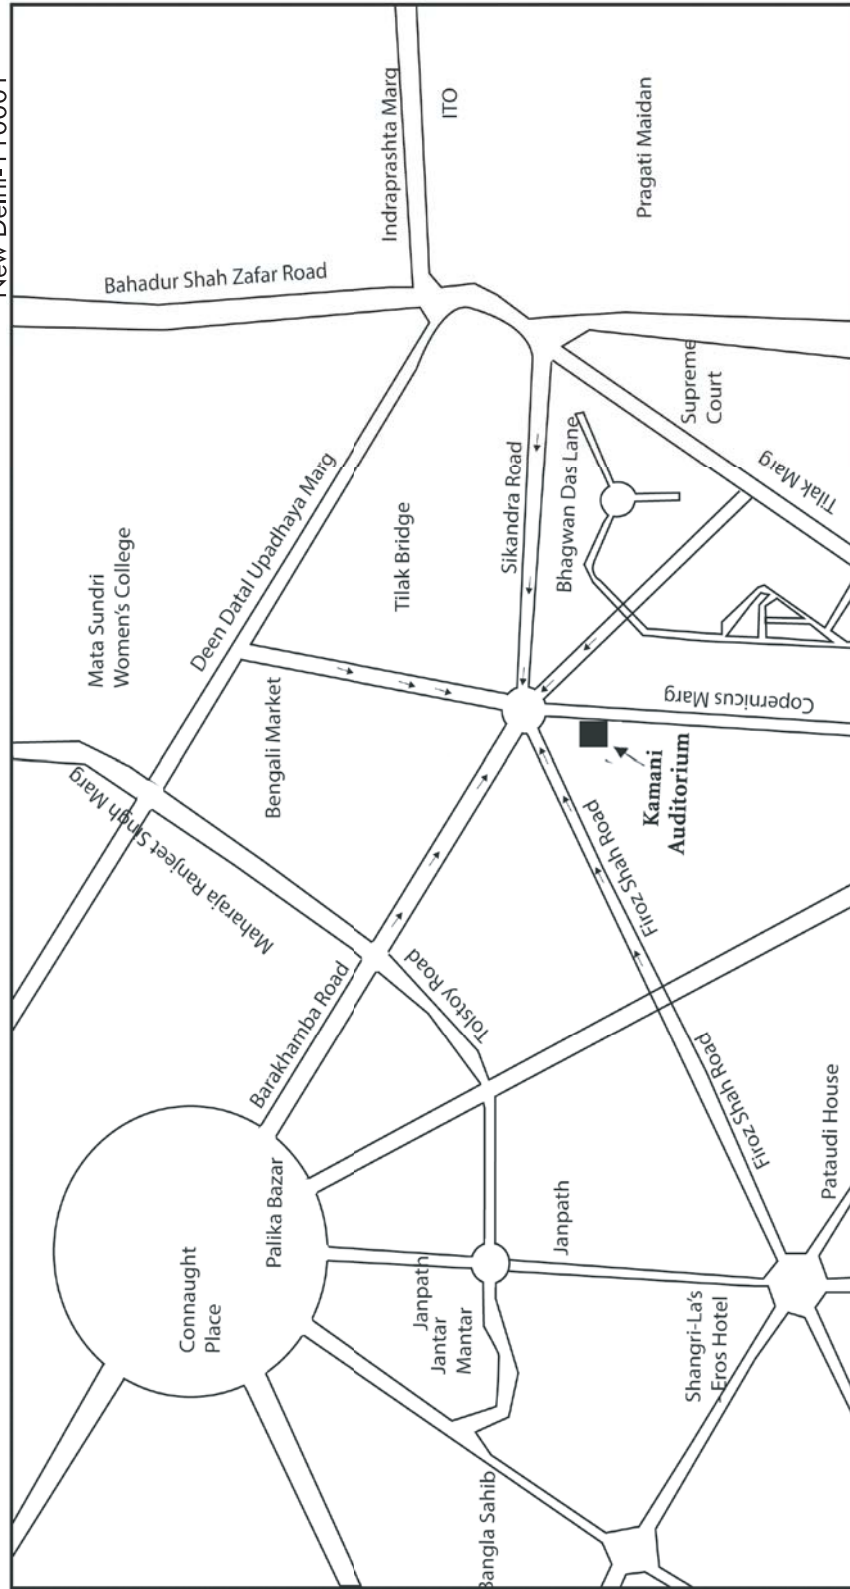 New Delhi-110001
Indraprashta Marg
ITO
Pragati Maidan
Bahadur Shah Zafar Road
Supreme
Court
Tilak Marg
Bhagwan Das Lane
Sikandra Road
Tilak Bridge
Deen Datal Upadhaya Marg
Mata Sundri
Women's College
Copernicus Marg
Kamani
Auditorium
Bengali Market
Maharaja Ranjeet Singh Marg
Firoz Shah Road
Tolstoy Road
Barakhamba Road
Firoz Shah Road
Pataudi House
Palika Bazar
Janpath
Connaught
Place
Janpath
Jantar
Mantar
Shangri-La's
- Eros Hotel
Bangla Sahib